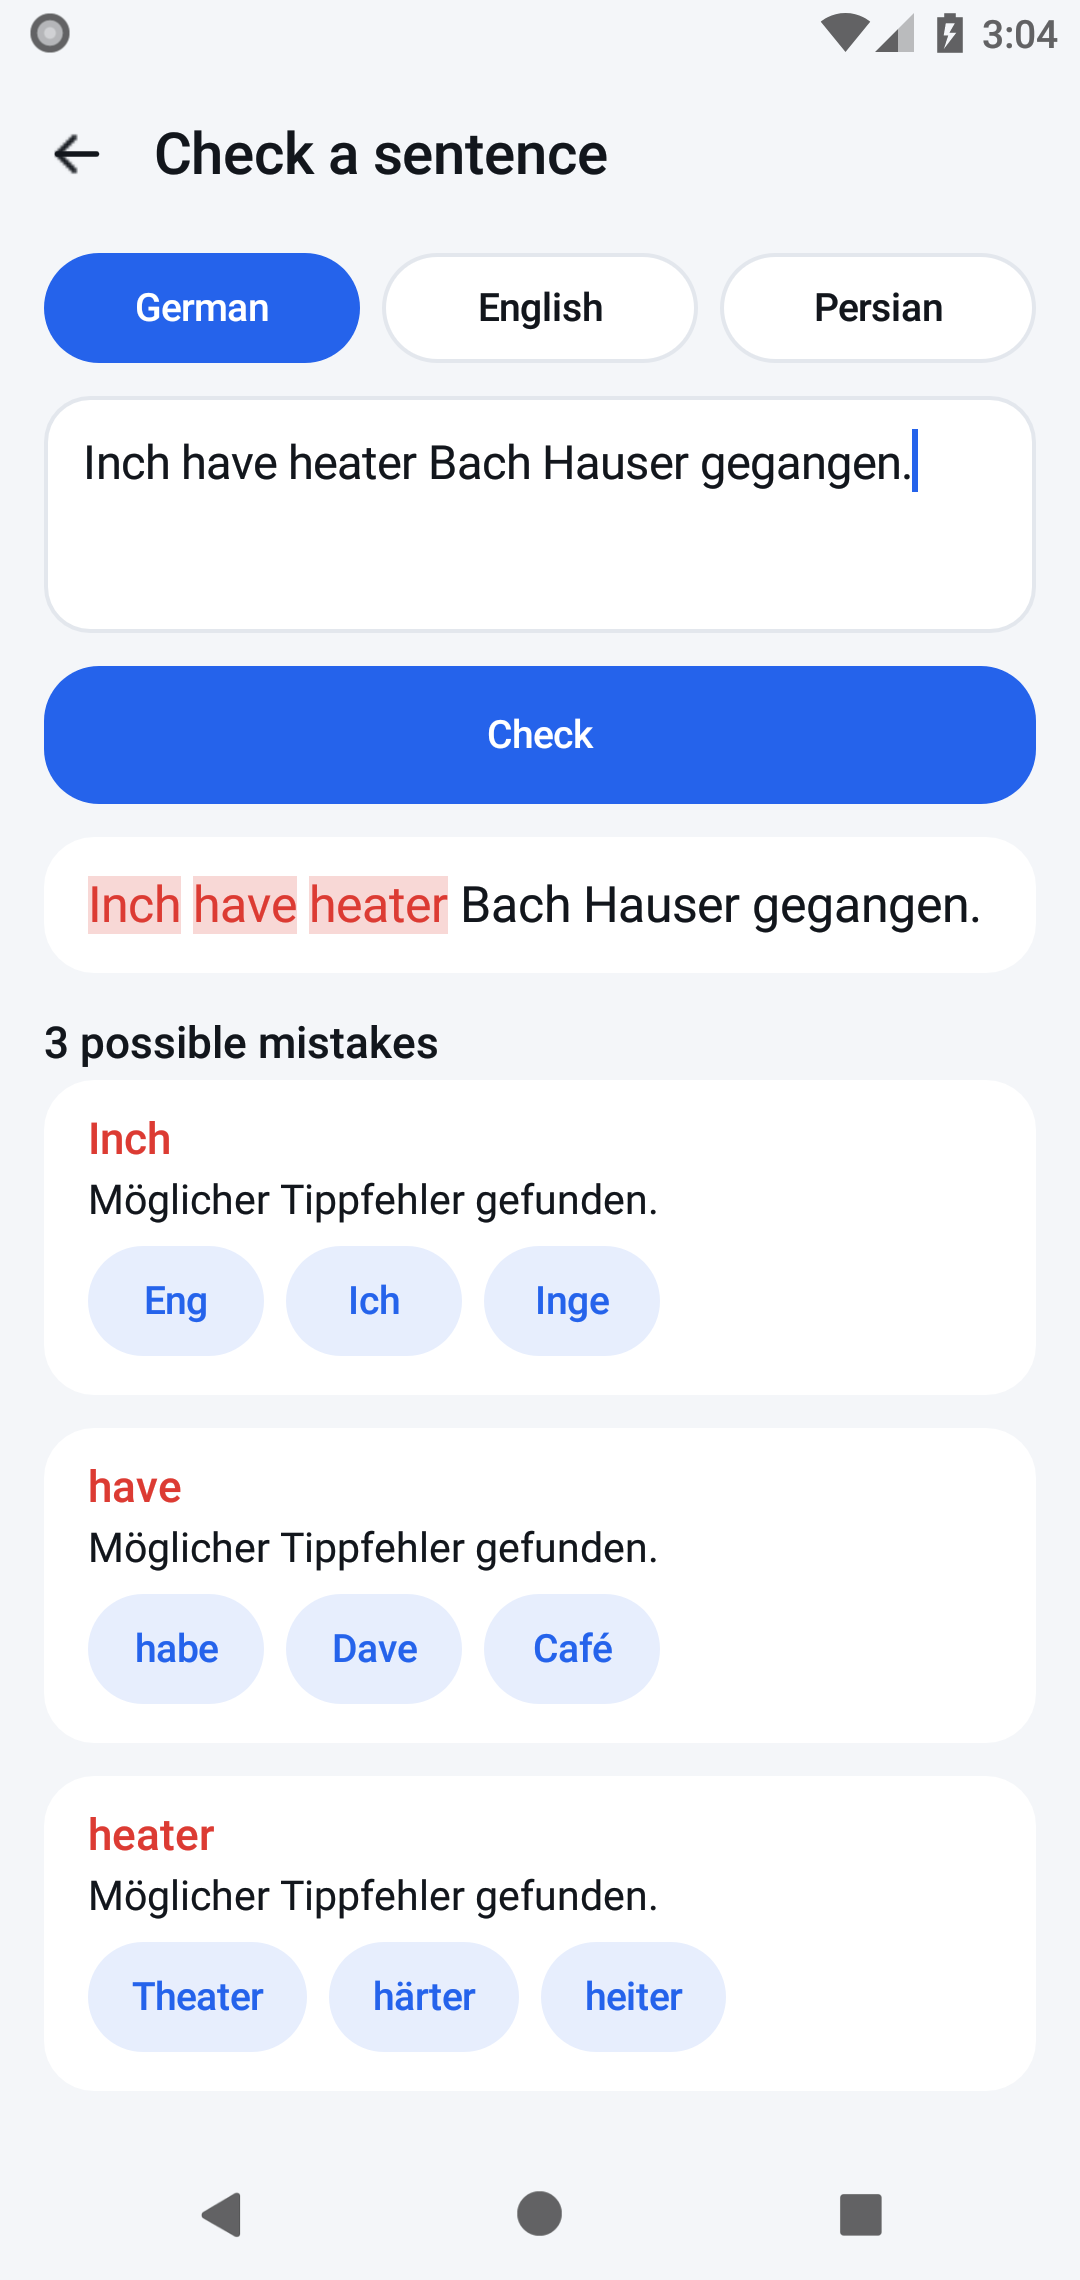 3:04
Check a sentence
German English Persian
Inch have heater Bach Hauser gegangen.
Check
Inch have heater Bach Hauser gegangen.
3 possible mistakes
Inch
Möglicher Tippfehler gefunden.
Eng Ich Inge
have
Möglicher Tippfehler gefunden.
habe Dave Café
heater
Möglicher Tippfehler gefunden.
Theater härter heiter